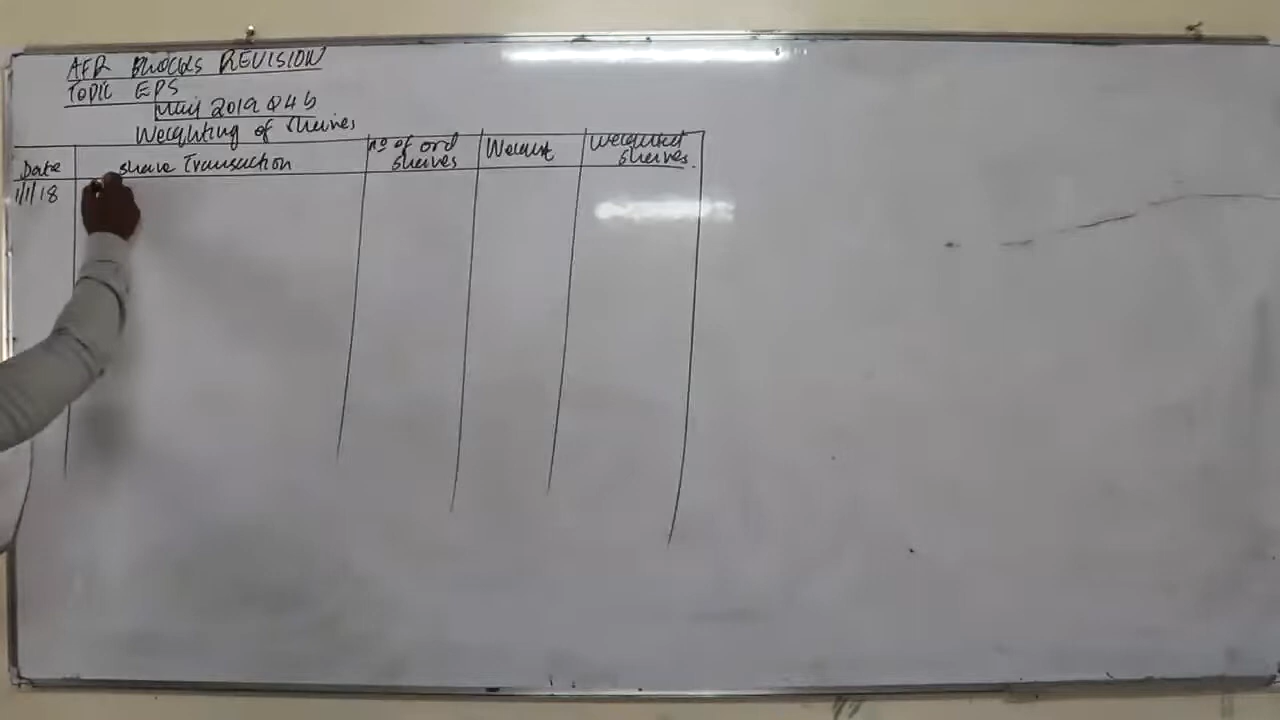 AFR BLOCKS REVISION
TOPIC EPS
May 2019 Q4 b
Weighting of shares
Date
share Transaction
no of ord shares
Weight
Weighted shares
1/1/18